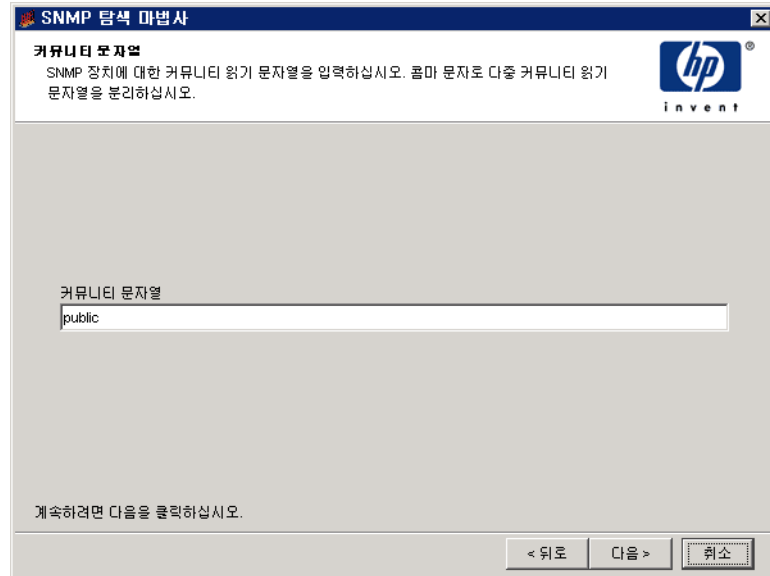 SNMP 탐색 마법사
커뮤니티 문자열
SNMP 장치에 대한 커뮤니티 읽기 문자열을 입력하십시오. 콤마 문자로 다중 커뮤니티 읽기
문자열을 분리하십시오.
hp
®
invent
커뮤니티 문자열
public
계속하려면 다음을 클릭하십시오.
< 뒤로
다음 >
취소